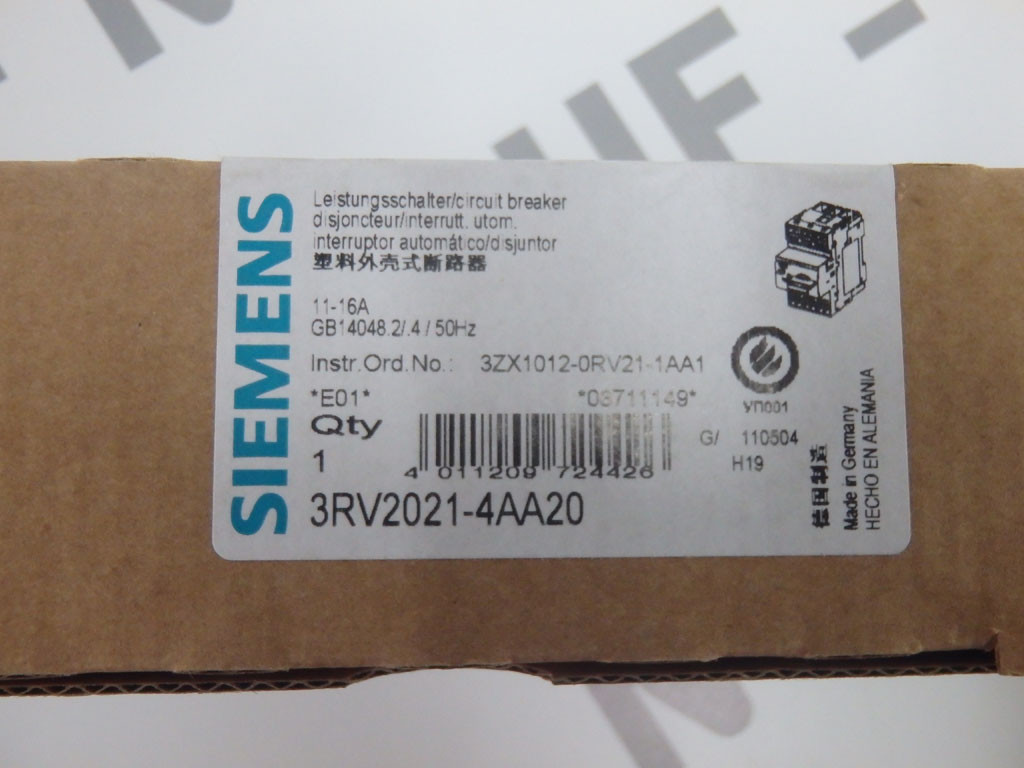 SIEMENS
Leistungsschalter/circuit breaker
disjoncteur/interrutt. utom.
interruptor automático/disjuntor
塑料外壳式断路器
11-16A
GB14048.2/.4 / 50Hz
Instr.Ord.No.: 3ZX1012-0RV21-1AA1
*E01* *03711149*
Qty
1
4 011209 724426
3RV2021-4AA20
УП001
G/ 110504
H19
德国制造
Made in Germany
HECHO EN ALEMANIA